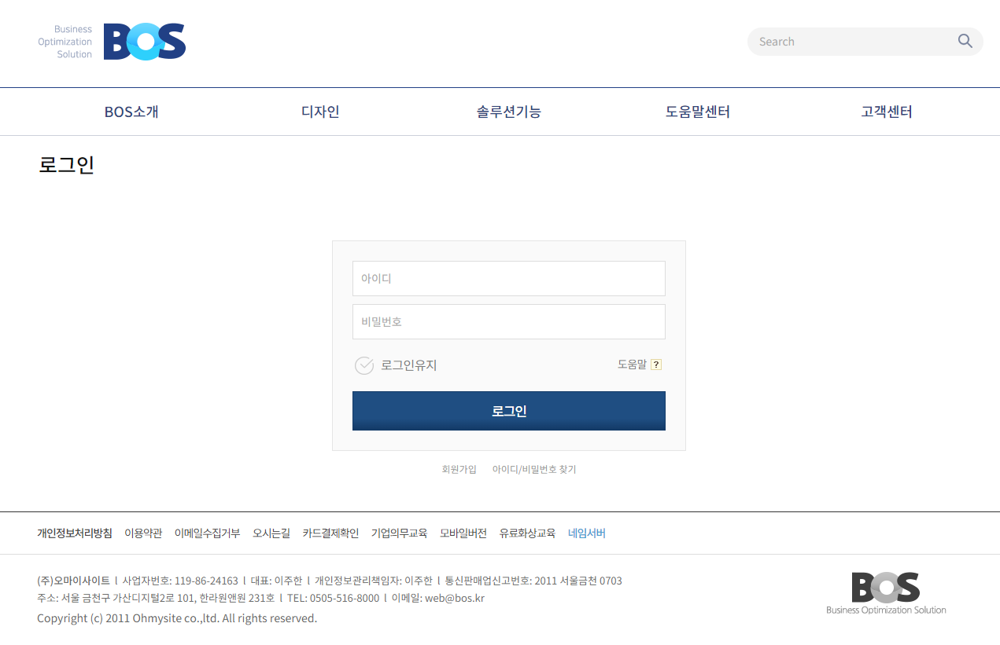 Business
Optimization
Solution
BOS
Search
BOS소개 디자인 솔루션기능 도움말센터 고객센터
로그인
아이디
비밀번호
로그인유지 도움말 ?
로그인
회원가입 아이디/비밀번호 찾기
개인정보처리방침 이용약관 이메일수집거부 오시는길 카드결제확인 기업의무교육 모바일버전 유료화상교육 네임서버
(주)오마이사이트 ㅣ 사업자번호: 119-86-24163 ㅣ 대표: 이주한 ㅣ 개인정보관리책임자: 이주한 ㅣ 통신판매업신고번호: 2011 서울금천 0703
주소: 서울 금천구 가산디지털2로 101, 한라원앤원 231호 ㅣ TEL: 0505-516-8000 ㅣ 이메일: web@bos.kr
Copyright (c) 2011 Ohmysite co.,ltd. All rights reserved.
BOS
Business Optimization Solution